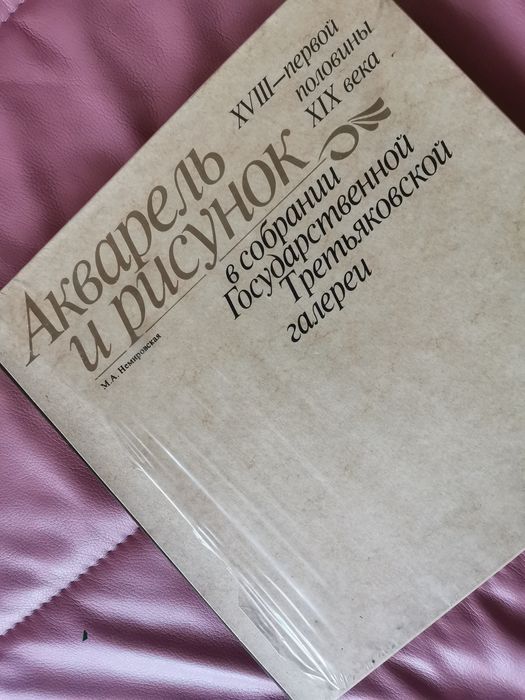 Акварель
и рисунок
XVIII—первой
половины
XIX века
в собрании
Государственной
Третьяковской
галереи
М.А. Немировская